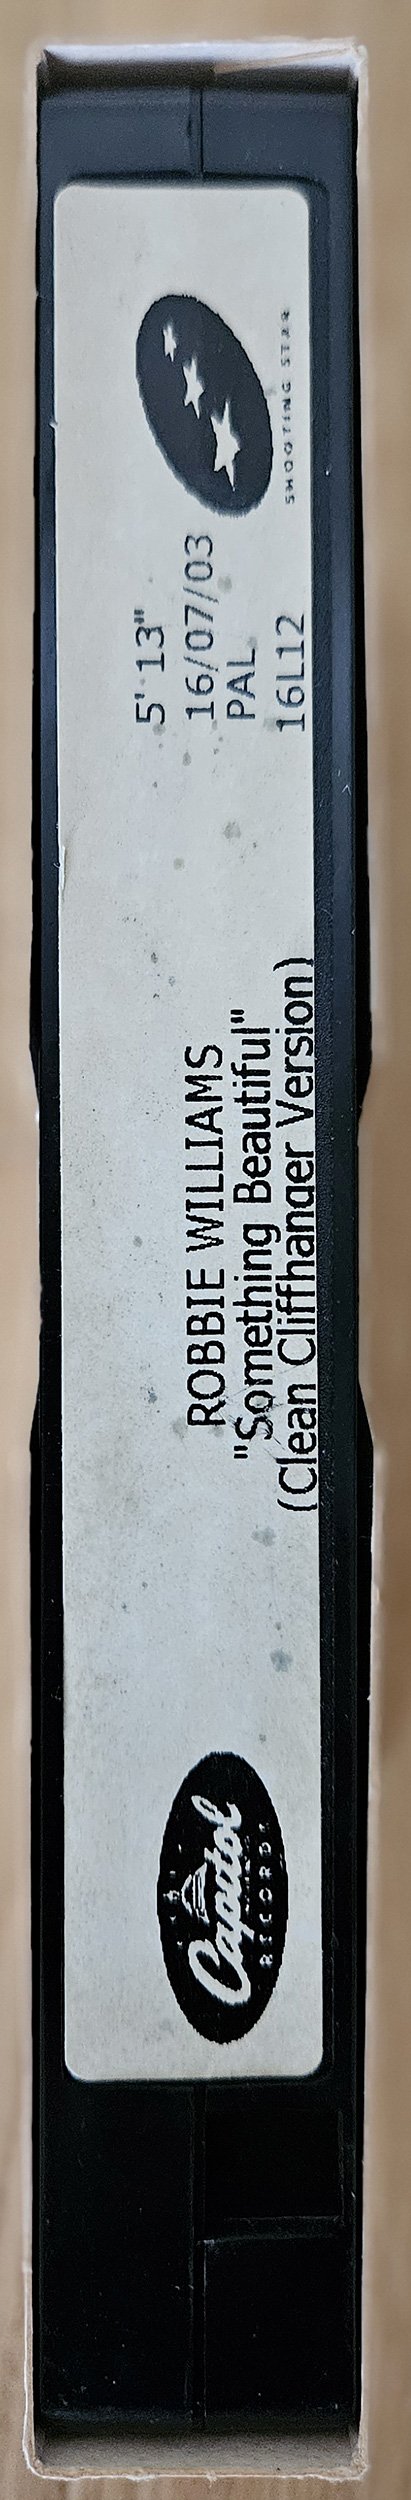 Capitol
RECORDS
ROBBIE WILLIAMS
"Something Beautiful"
(Clean Cliffhanger Version)
5' 13"
16/07/03
PAL
16L12
SHOOTING STAR